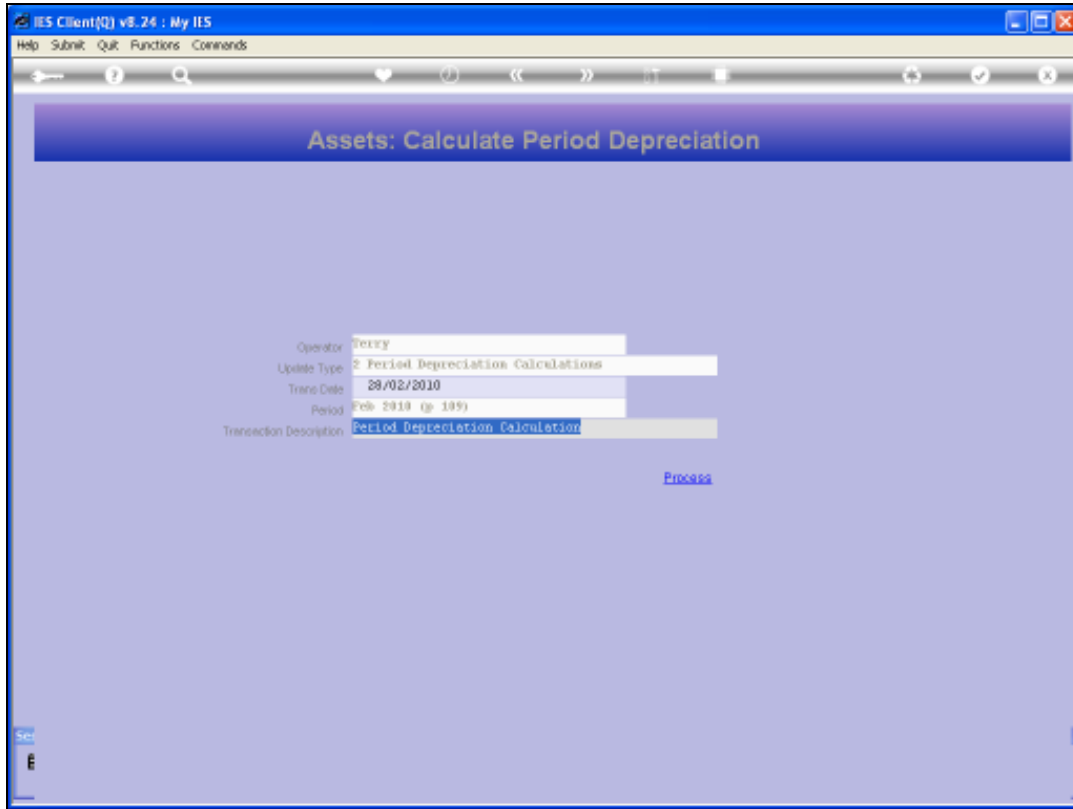 IES Client(Q) v8.24 : My IES
Help Submit Quit Functions Commands
Assets: Calculate Period Depreciation
Operator Terry
Update Type 2 Period Depreciation Calculations
Trans Date 28/02/2010
Period Feb 2010 (p 109)
Transaction Description Period Depreciation Calculation
Process